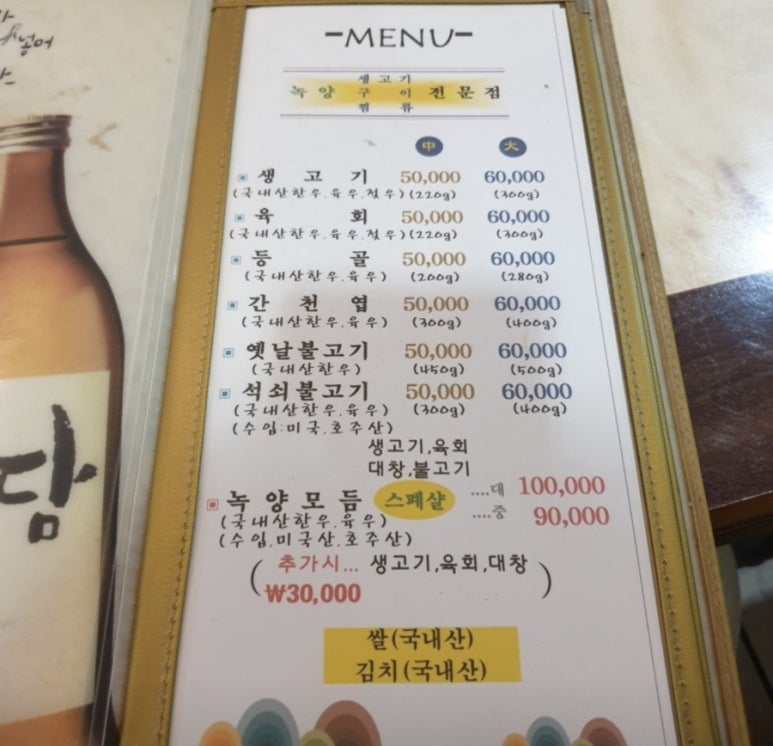 넣어
담
-MENU-
녹양 생고기 구이 찜류 전문점
中 大
생고기 50,000 60,000
(국내산한우.육우.젖우)(220g) (300g)
육회 50,000 60,000
(국내산한우.육우.젖우)(220g) (300g)
등골 50,000 60,000
(국내산한우.육우) (200g) (280g)
간천엽 50,000 60,000
(국내산한우.육우) (300g) (400g)
옛날불고기 50,000 60,000
(국내산한우) (450g) (500g)
석쇠불고기 50,000 60,000
(국내산한우.육우) (300g) (400g)
(수입:미국.호주산)
생고기,육회
대창,불고기
녹양모듬 스페샬 ....대 100,000
(국내산한우.육우) ....중 90,000
(수입.미국산.호주산)
(추가시... 생고기,육회,대창)
₩30,000
쌀(국내산)
김치(국내산)